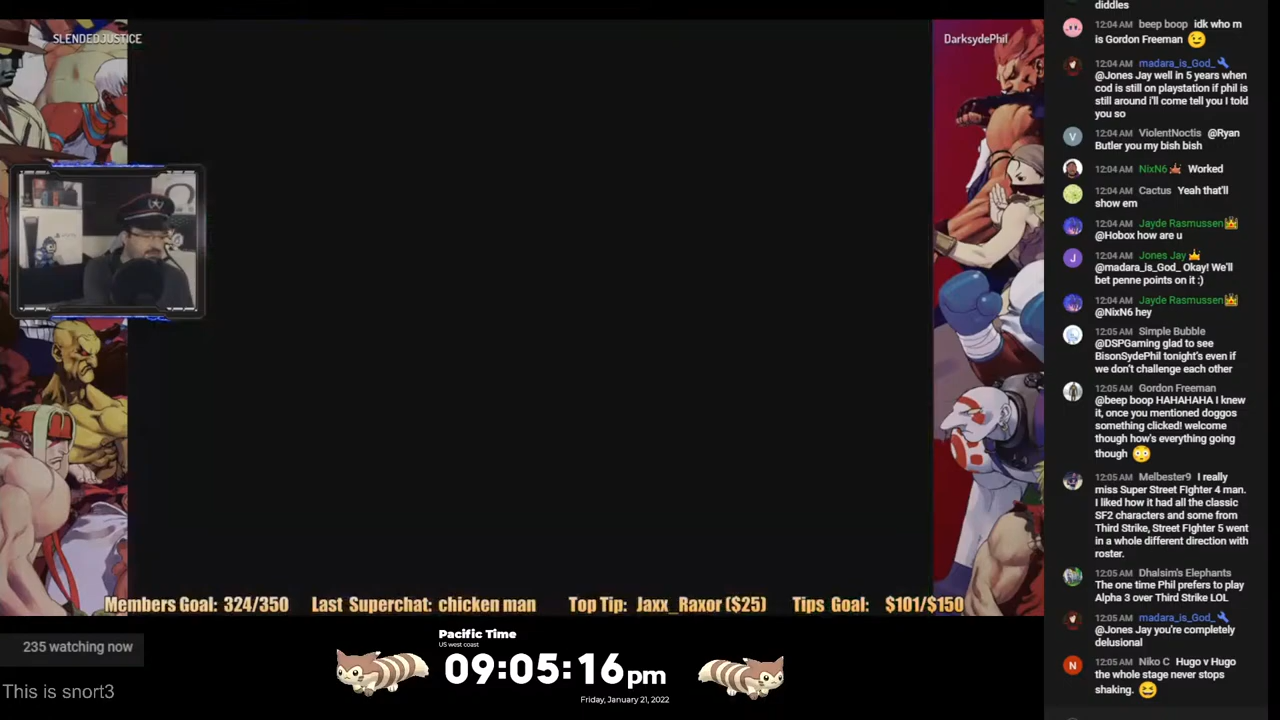 SLENDEDJUSTICE
DarksydePhil
Members Goal: 324/350 Last Superchat: chicken man Top Tip: Jaxx_Raxor ($25) Tips Goal: $101/$150
235 watching now
This is snort3
Pacific Time
US west coast
09:05:16pm
Friday, January 21, 2022
diddles
12:04 AM beep boop idk who m
is Gordon Freeman 😉
12:04 AM madara_is_God_
@Jones Jay well in 5 years when
cod is still on playstation if phil is
still around i'll come tell you I told
you so
12:04 AM ViolentNoctis @Ryan
Butler you my bish bish
12:04 AM NixN6 Worked
12:04 AM Cactus Yeah that'll
show em
12:04 AM Jayde Rasmussen
@Hobox how are u
12:04 AM Jones Jay
@madara_is_God_ Okay! We'll
bet penne points on it :)
12:04 AM Jayde Rasmussen
@NixN6 hey
12:05 AM Simple Bubble
@DSPGaming glad to see
BisonSydePhil tonight's even if
we don't challenge each other
12:05 AM Gordon Freeman
@beep boop HAHAHAHA I knew
it, once you mentioned doggos
something clicked! welcome
though how's everything going
though 😳
12:05 AM Melbester9 I really
miss Super Street Fighter 4 man.
I liked how it had all the classic
SF2 characters and some from
Third Strike, Street Fighter 5 went
in a whole different direction with
roster.
12:05 AM Dhalsim's Elephants
The one time Phil prefers to play
Alpha 3 over Third Strike LOL
12:05 AM madara_is_God_
@Jones Jay you're completely
delusional
12:05 AM Niko C Hugo v Hugo
the whole stage never stops
shaking. 😆